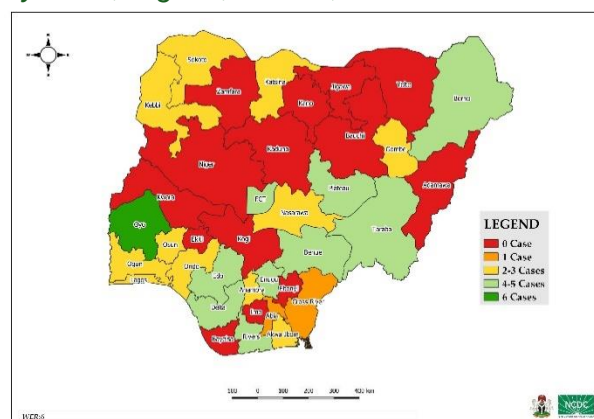 Sokoto
Katsina
Zamfara
Kano
Jigawa
Yobe
Borno
Kebbi
Kaduna
Bauchi
Gombe
Niger
Adamawa
Plateau
FCT
Nasarawa
Kwara
Taraba
Oyo
Ekiti
Kogi
Osun
Benue
Ogun
Ondo
Edo
Lagos
Enugu
Anambra
Ebonyi
Cross River
Delta
Imo
Abia
Bayelsa
Rivers
Akwa Ibom
LEGEND
0 Case
1 Case
2-3 Cases
4-5 Cases
6 Cases
100 0 100 200 300 400 km
WER:6
NCDC